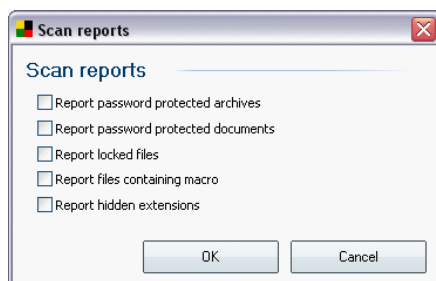 Scan reports
Scan reports
Report password protected archives
Report password protected documents
Report locked files
Report files containing macro
Report hidden extensions
OK
Cancel